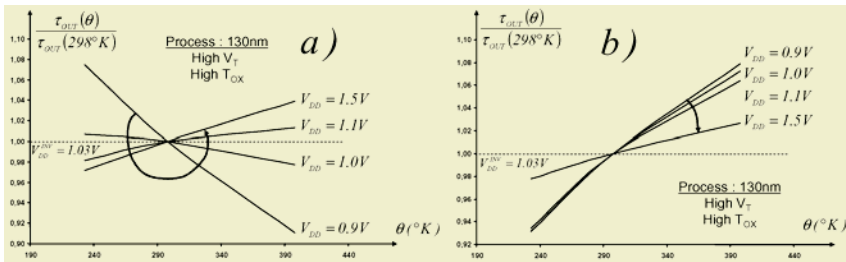 τOUT(θ)
τOUT(298°K)
a)
Process : 130nm
High VT
High TOX
1,10
1,08
1,06
1,04
1,02
1,00
0,98
0,96
0,94
0,92
0,90
VDD = 1.5V
VDD = 1.1V
VDD = 1.0V
VDD = 0.9V
VDD^INV = 1.03V
θ(°K)
190
240
290
340
390
440
τOUT(θ)
τOUT(298°K)
b)
1,10
1,08
1,06
1,04
1,02
1,00
0,98
0,96
0,94
0,92
VDD = 0.9V
VDD = 1.0V
VDD = 1.1V
VDD = 1.5V
VDD^INV = 1.03V
Process : 130nm
High VT
High TOX
θ(°K)
190
240
290
340
390
440